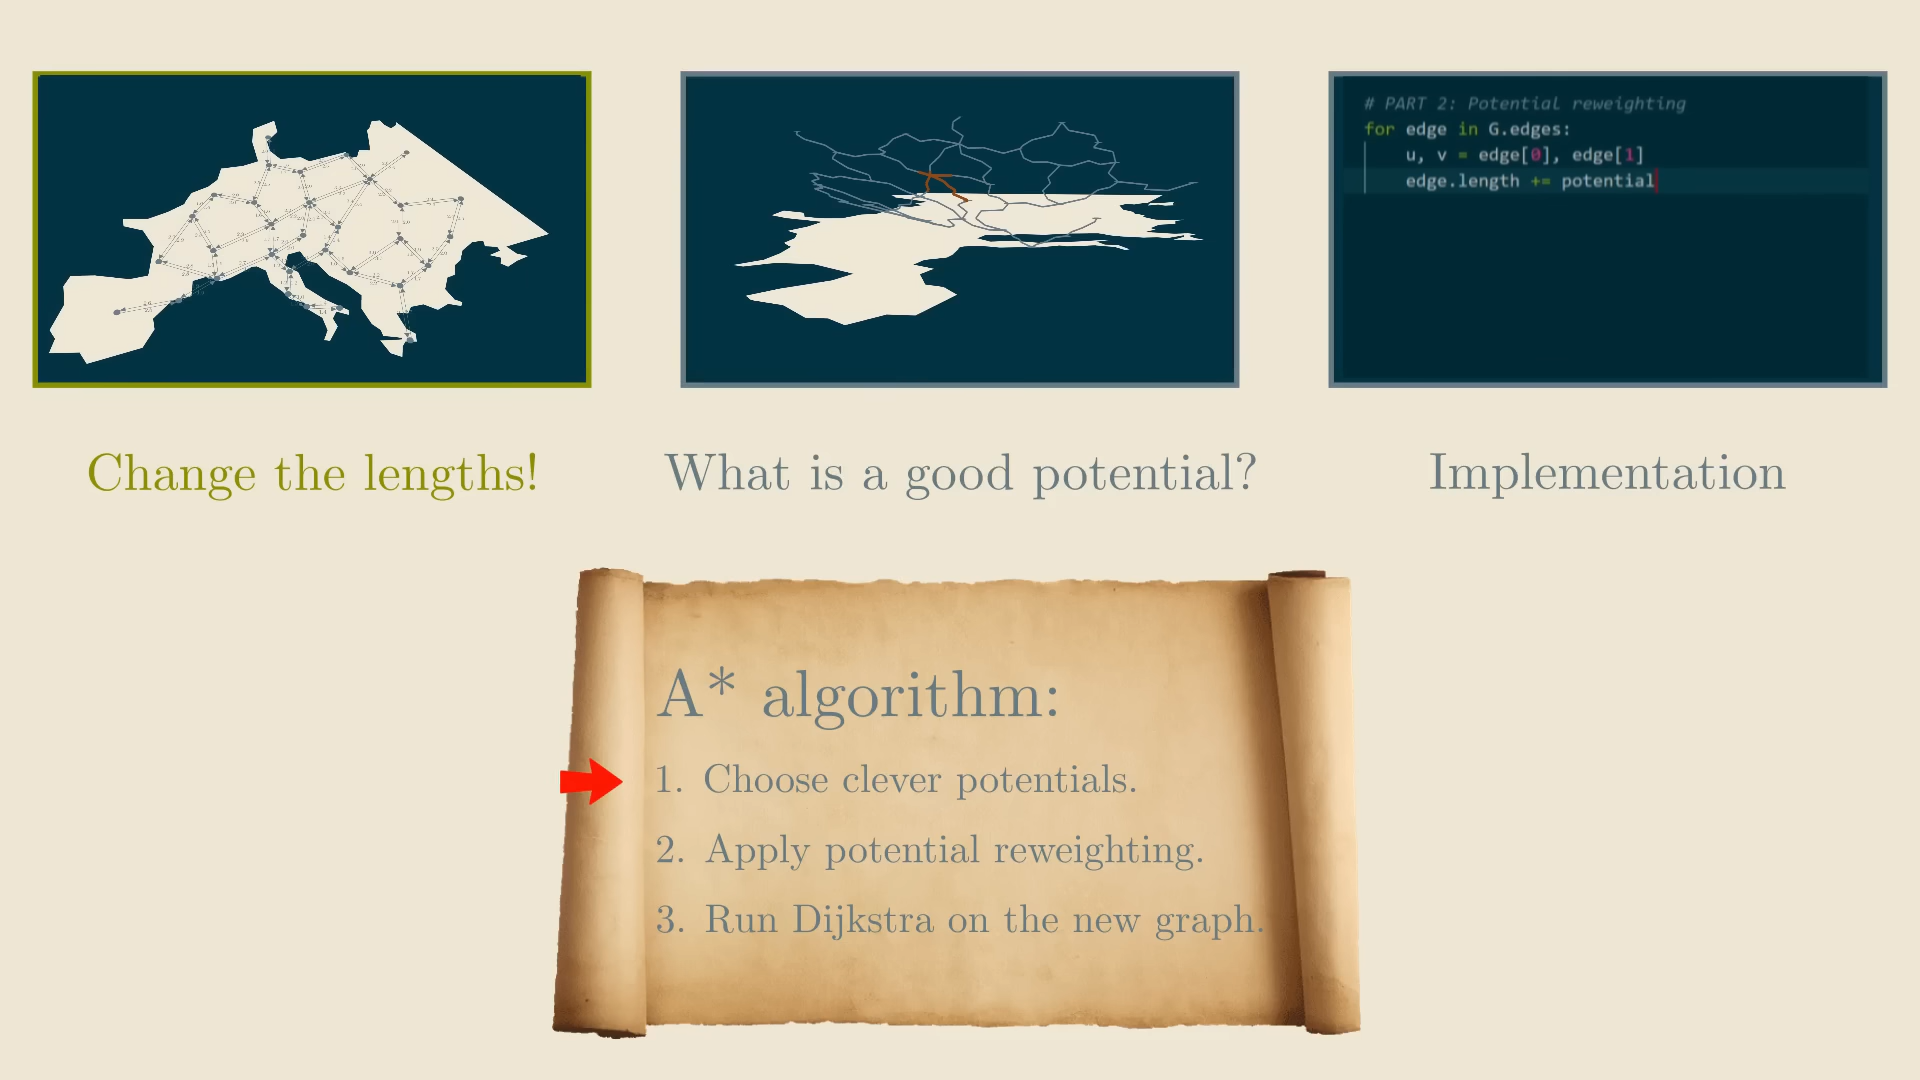 # PART 2: Potential reweighting
for edge in G.edges:
u, v = edge[0], edge[1]
edge.length += potential
Change the lengths!
What is a good potential?
Implementation
A* algorithm:
1. Choose clever potentials.
2. Apply potential reweighting.
3. Run Dijkstra on the new graph.